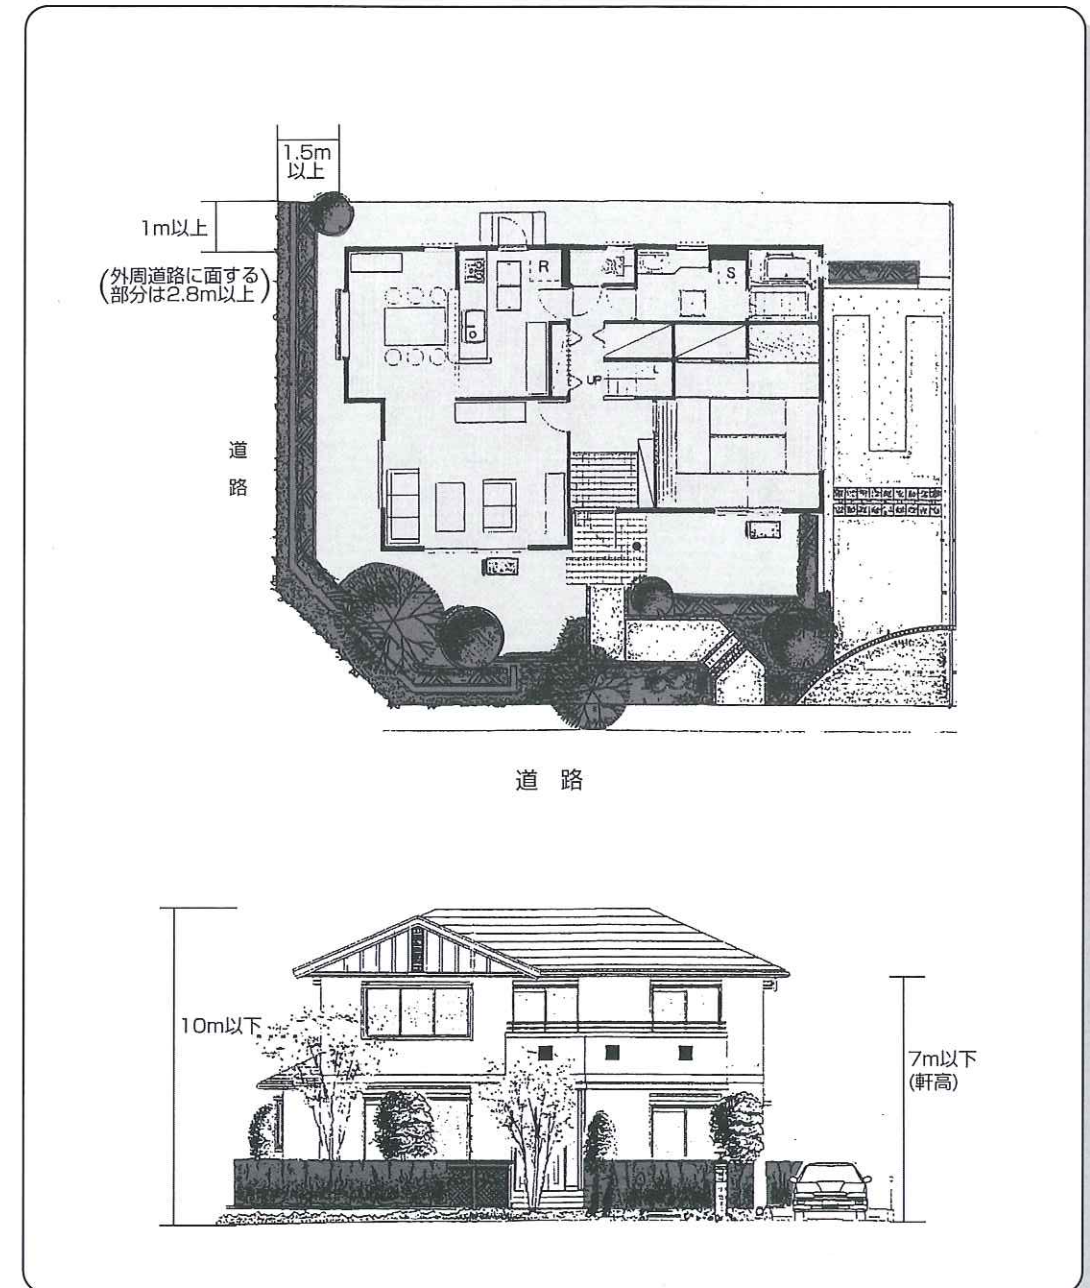 1.5m
以上
1m以上
(外周道路に面する
部分は2.8m以上)
R
S
UP
L
道
路
道 路
10m以下
7m以下
(軒高)